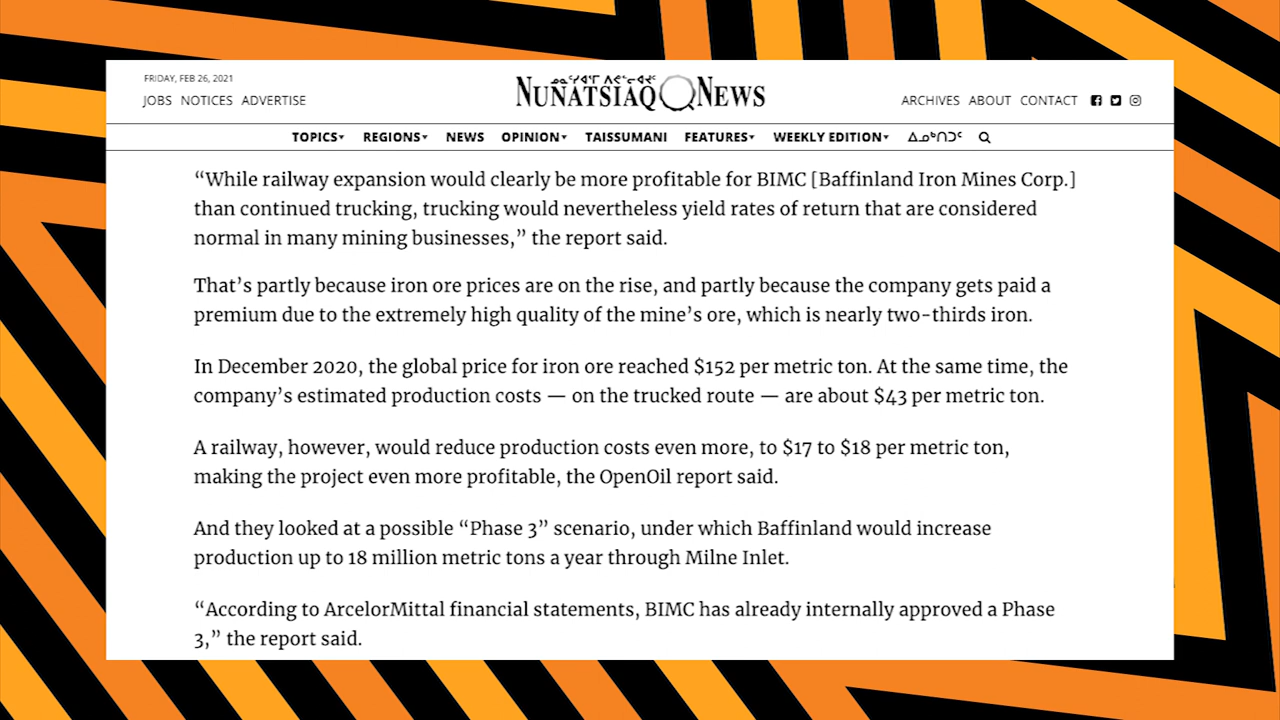 FRIDAY, FEB 26, 2021
JOBS NOTICES ADVERTISE
NUNATSIAQ NEWS
ARCHIVES ABOUT CONTACT
TOPICS REGIONS NEWS OPINION TAISSUMANI FEATURES WEEKLY EDITION ᐃᓄᒃᑎᑐᑦ
“While railway expansion would clearly be more profitable for BIMC [Baffinland Iron Mines Corp.]
than continued trucking, trucking would nevertheless yield rates of return that are considered
normal in many mining businesses,” the report said.
That’s partly because iron ore prices are on the rise, and partly because the company gets paid a
premium due to the extremely high quality of the mine’s ore, which is nearly two-thirds iron.
In December 2020, the global price for iron ore reached $152 per metric ton. At the same time, the
company’s estimated production costs — on the trucked route — are about $43 per metric ton.
A railway, however, would reduce production costs even more, to $17 to $18 per metric ton,
making the project even more profitable, the OpenOil report said.
And they looked at a possible “Phase 3” scenario, under which Baffinland would increase
production up to 18 million metric tons a year through Milne Inlet.
“According to ArcelorMittal financial statements, BIMC has already internally approved a Phase
3,” the report said.